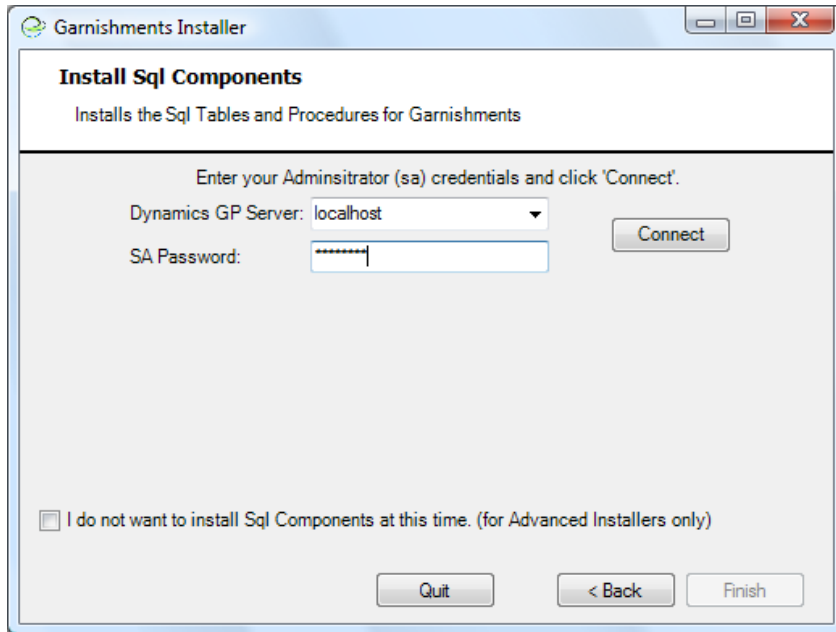 Garnishments Installer
Install Sql Components
Installs the Sql Tables and Procedures for Garnishments
Enter your Adminsitrator (sa) credentials and click 'Connect'.
Dynamics GP Server: localhost
Connect
SA Password: ********
I do not want to install Sql Components at this time. (for Advanced Installers only)
Quit < Back Finish